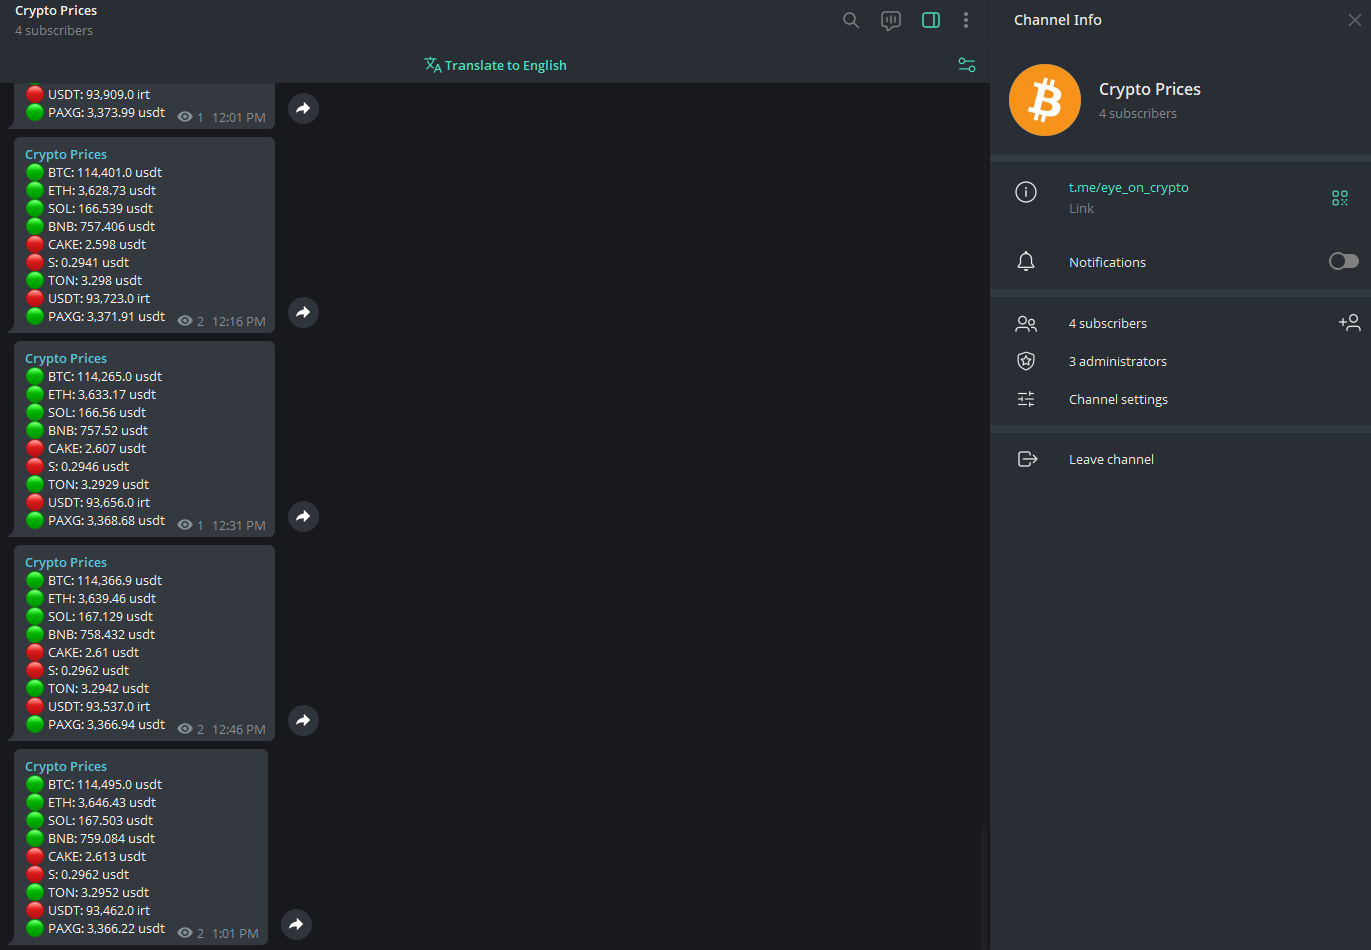 Crypto Prices
4 subscribers
Translate to English
USDT: 93,909.0 irt
PAXG: 3,373.99 usdt
1 12:01 PM
Crypto Prices
BTC: 114,401.0 usdt
ETH: 3,628.73 usdt
SOL: 166.539 usdt
BNB: 757.406 usdt
CAKE: 2.598 usdt
S: 0.2941 usdt
TON: 3.298 usdt
USDT: 93,723.0 irt
PAXG: 3,371.91 usdt
2 12:16 PM
Crypto Prices
BTC: 114,265.0 usdt
ETH: 3,633.17 usdt
SOL: 166.56 usdt
BNB: 757.52 usdt
CAKE: 2.607 usdt
S: 0.2946 usdt
TON: 3.2929 usdt
USDT: 93,656.0 irt
PAXG: 3,368.68 usdt
1 12:31 PM
Crypto Prices
BTC: 114,366.9 usdt
ETH: 3,639.46 usdt
SOL: 167.129 usdt
BNB: 758.432 usdt
CAKE: 2.61 usdt
S: 0.2962 usdt
TON: 3.2942 usdt
USDT: 93,537.0 irt
PAXG: 3,366.94 usdt
2 12:46 PM
Crypto Prices
BTC: 114,495.0 usdt
ETH: 3,646.43 usdt
SOL: 167.503 usdt
BNB: 759.084 usdt
CAKE: 2.613 usdt
S: 0.2962 usdt
TON: 3.2952 usdt
USDT: 93,462.0 irt
PAXG: 3,366.22 usdt
2 1:01 PM
Channel Info
Crypto Prices
4 subscribers
t.me/eye_on_crypto
Link
Notifications
4 subscribers
3 administrators
Channel settings
Leave channel